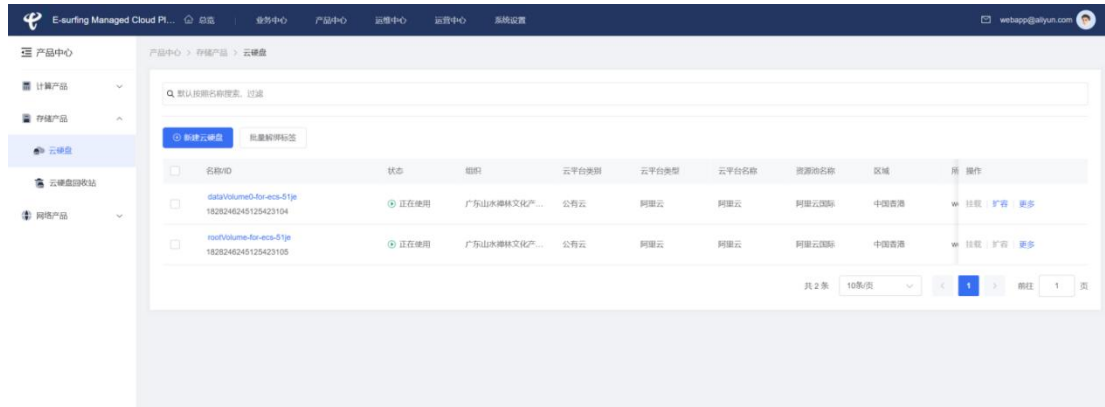 E-surfing Managed Cloud Pl... 总览 业务中心 产品中心 运维中心 运营中心 系统设置 webapp@aliyun.com
产品中心
产品中心 > 存储产品 > 云硬盘
计算产品
默认按照名称搜索、过滤
存储产品
新建云硬盘 批量解绑标签
云硬盘
名称/ID 状态 组织 云平台类别 云平台类型 云平台名称 资源池名称 区域 所 操作
云硬盘回收站
dataVolume0-for-ecs-51je
1828246245125423104
正在使用 广东山水禅林文化产... 公有云 阿里云 阿里云 阿里云国际 中国香港 w 挂载 扩容 更多
网络产品
rootVolume-for-ecs-51je
1828246245125423105
正在使用 广东山水禅林文化产... 公有云 阿里云 阿里云 阿里云国际 中国香港 w 挂载 扩容 更多
共 2 条 10条/页 < 1 > 前往 1 页